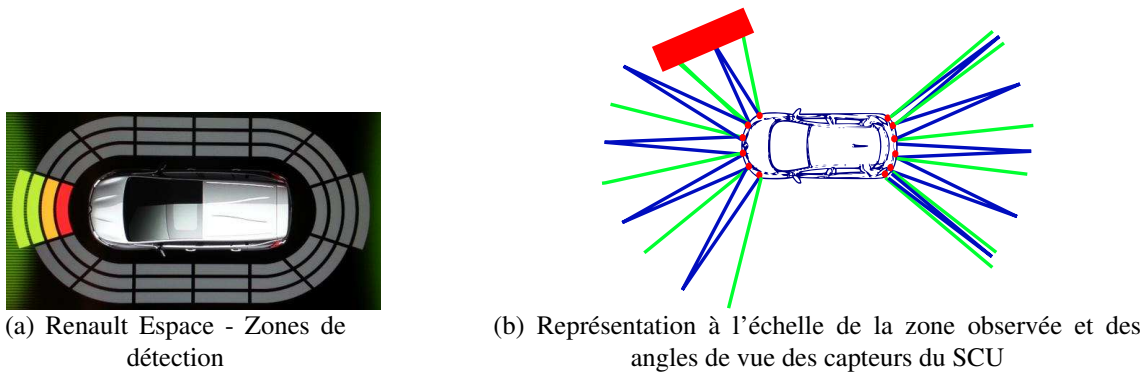 (a) Renault Espace - Zones de
détection
(b) Représentation à l'échelle de la zone observée et des
angles de vue des capteurs du SCU